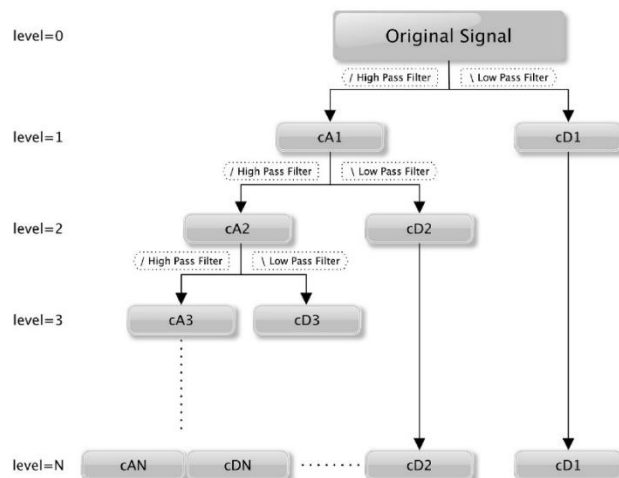 level=0
Original Signal
/ High Pass Filter \ Low Pass Filter
level=1 cA1 cD1
/ High Pass Filter \ Low Pass Filter
level=2 cA2 cD2
/ High Pass Filter \ Low Pass Filter
level=3 cA3 cD3
level=N cAN cDN cD2 cD1